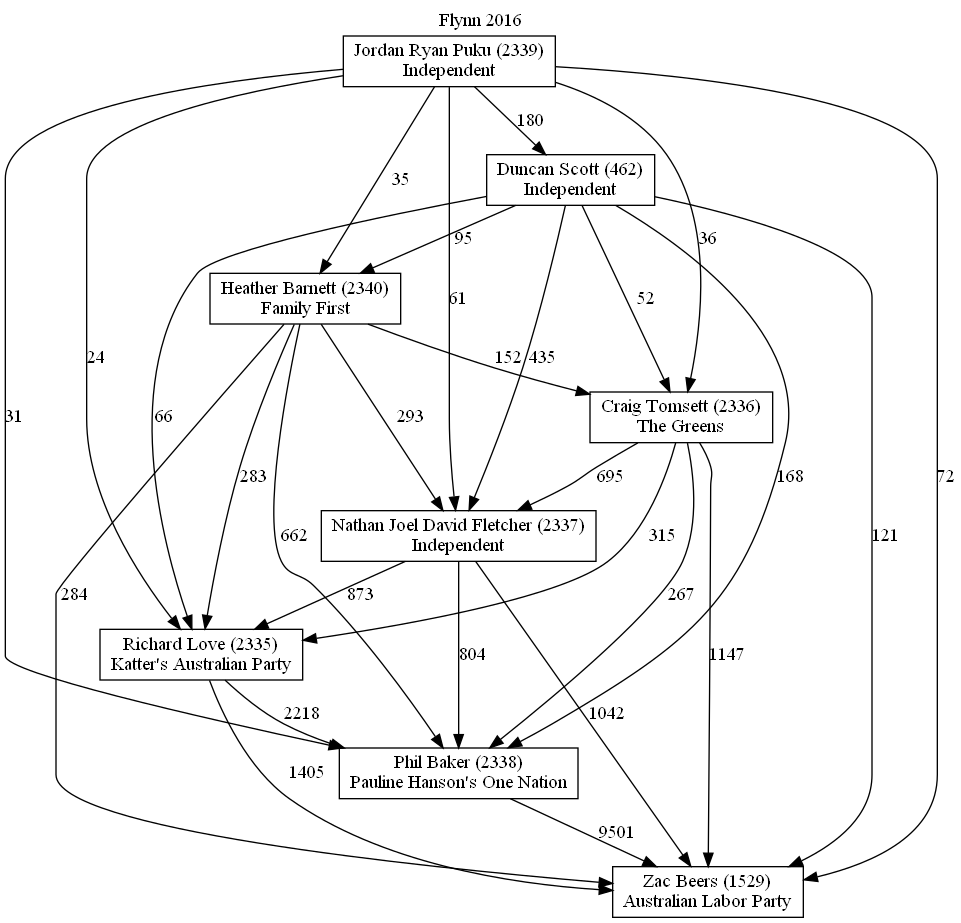 Flynn 2016
Jordan Ryan Puku (2339)
Independent
180
Duncan Scott (462)
Independent
35
95
36
Heather Barnett (2340)
Family First
61
52
24
152
435
Craig Tomsett (2336)
The Greens
31
66
293
283
695
168
72
Nathan Joel David Fletcher (2337)
Independent
662
315
121
284
873
267
Richard Love (2335)
Katter's Australian Party
804
1147
2218
1042
Phil Baker (2338)
Pauline Hanson's One Nation
1405
9501
Zac Beers (1529)
Australian Labor Party